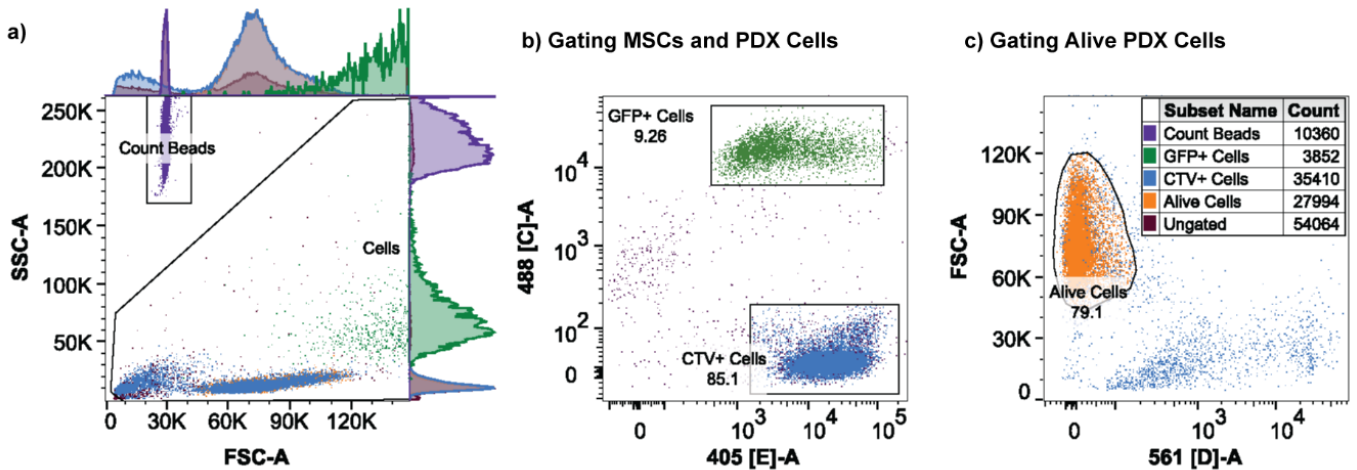 a)
b) Gating MSCs and PDX Cells
c) Gating Alive PDX Cells
250K
200K
150K
100K
50K
SSC-A
Count Beads
Cells
0 30K 60K 90K 120K
FSC-A
GFP+ Cells
9.26
CTV+ Cells
85.1
10^4
10^3
10^2
0
488 [C]-A
0 10^3 10^4 10^5
405 [E]-A
120K
90K
60K
30K
0
FSC-A
Alive Cells
79.1
Subset Name Count
Count Beads 10360
GFP+ Cells 3852
CTV+ Cells 35410
Alive Cells 27994
Ungated 54064
0 10^3 10^4 10^5
561 [D]-A